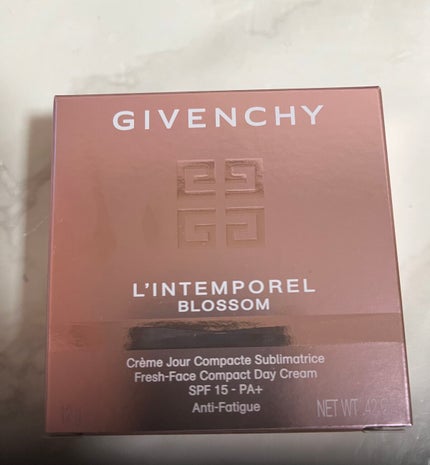 GIVENCHY
L'INTEMPOREL
BLOSSOM
Crème Jour Compacte Sublimatrice
Fresh-Face Compact Day Cream
SPF 15 - PA+
Anti-Fatigue
NET WT.